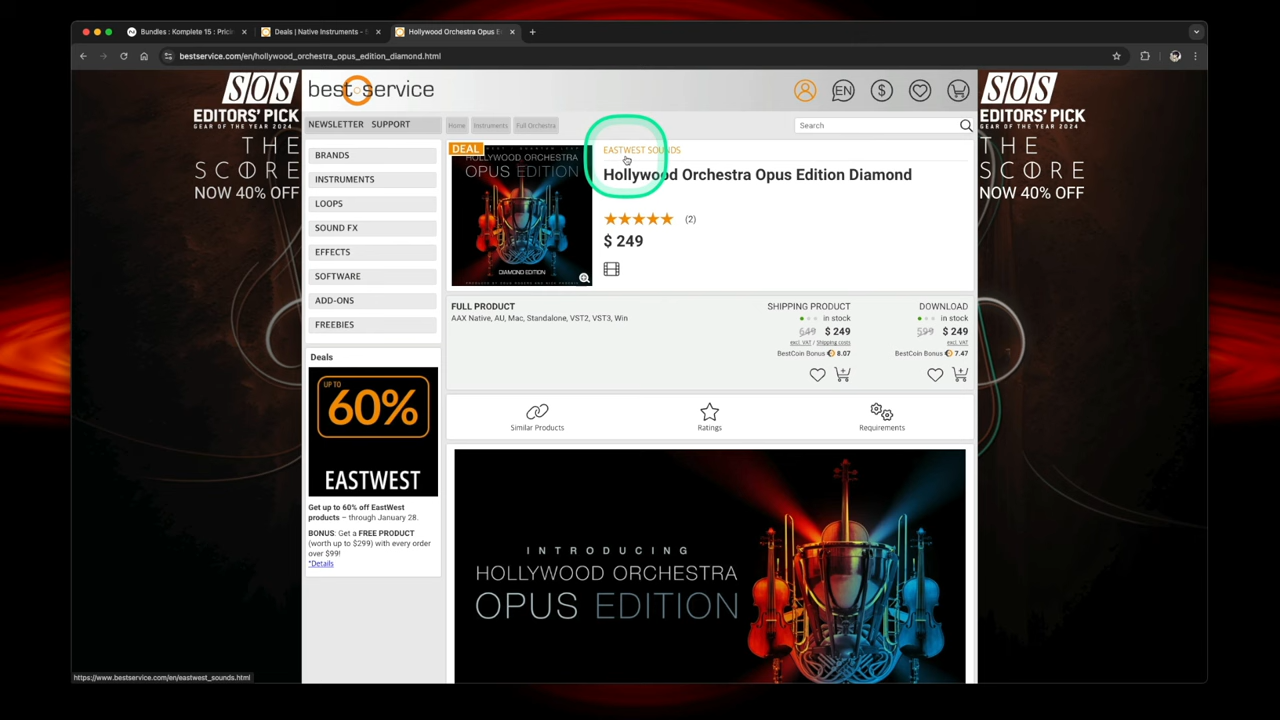 Bundles : Komplete 15 : Prici
Deals | Native Instruments - S
Hollywood Orchestra Opus E
bestservice.com/en/hollywood_orchestra_opus_edition_diamond.html
SOS
EDITORS' PICK
GEAR OF THE YEAR 2024
THE
SCORE
NOW 40% OFF
best service
EN
$
SOS
EDITORS' PICK
GEAR OF THE YEAR 2024
THE
SCORE
NOW 40% OFF
NEWSLETTER SUPPORT
Home Instruments Full Orchestra
Search
BRANDS
INSTRUMENTS
LOOPS
SOUND FX
EFFECTS
SOFTWARE
ADD-ONS
FREEBIES
DEAL
HOLLYWOOD ORCHESTRA
OPUS EDITION
DIAMOND EDITION
EASTWEST SOUNDS
Hollywood Orchestra Opus Edition Diamond
(2)
$ 249
FULL PRODUCT
AAX Native, AU, Mac, Standalone, VST2, VST3, Win
SHIPPING PRODUCT
in stock
649 $ 249
excl. VAT / Shipping costs
BestCoin Bonus 8.07
DOWNLOAD
in stock
599 $ 249
excl. VAT
BestCoin Bonus 7.47
Similar Products
Ratings
Requirements
Deals
UP TO
60%
EASTWEST
Get up to 60% off EastWest
products – through January 28.
BONUS: Get a FREE PRODUCT
(worth up to $299) with every order
over $99!
*Details
INTRODUCING
HOLLYWOOD ORCHESTRA
OPUS EDITION
https://www.bestservice.com/en/eastwest_sounds.html